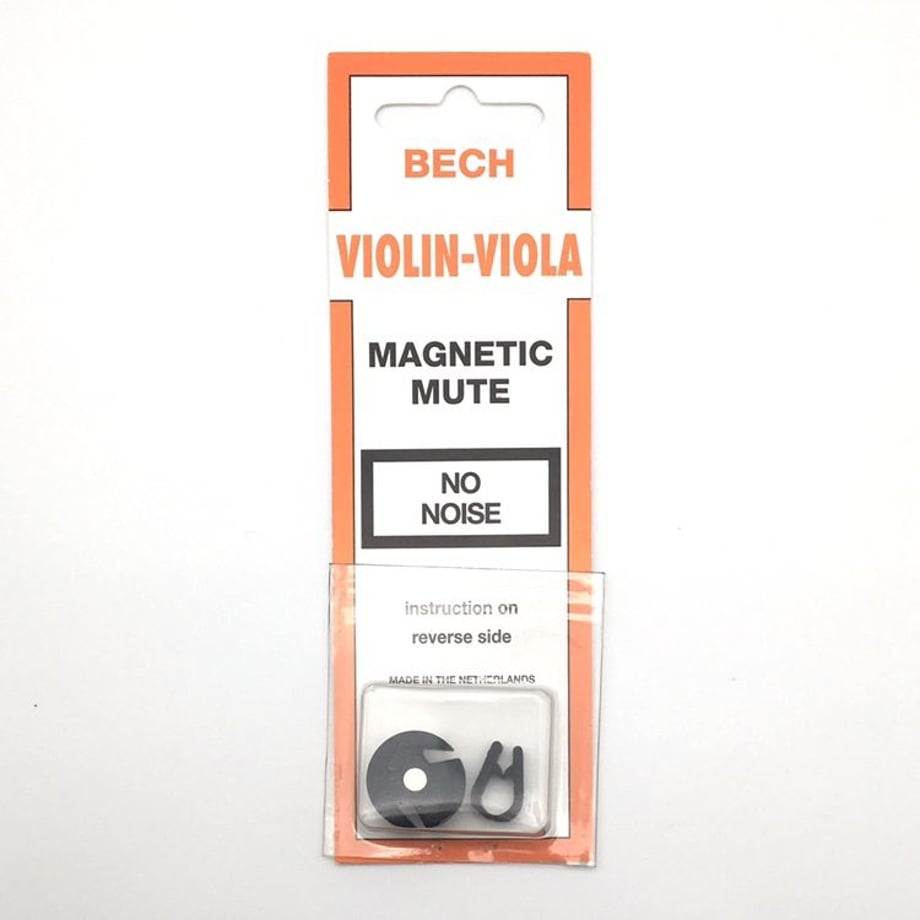 BECH
VIOLIN-VIOLA
MAGNETIC
MUTE
NO
NOISE
instruction on
reverse side
MADE IN THE NETHERLANDS